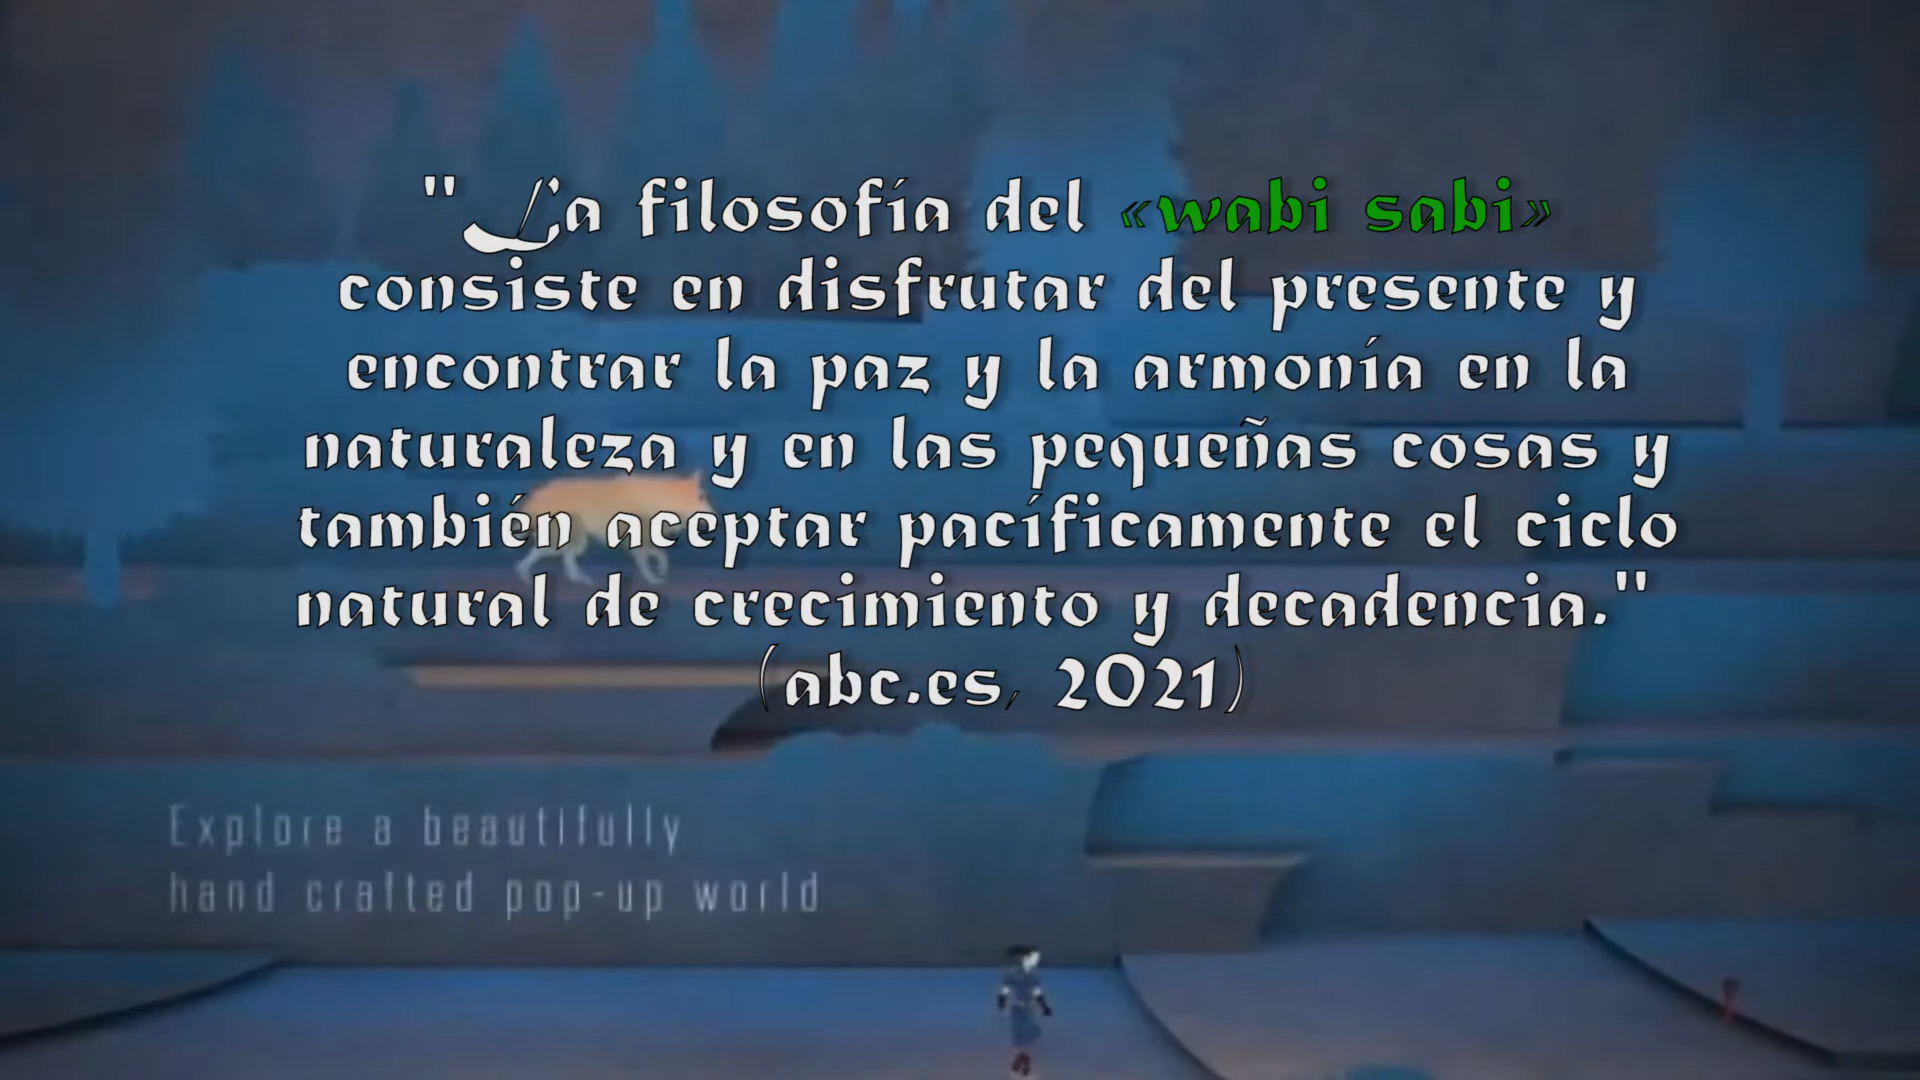 "La filosofía del «wabi sabi»
consiste en disfrutar del presente y
encontrar la paz y la armonía en la
naturaleza y en las pequeñas cosas y
también aceptar pacíficamente el ciclo
natural de crecimiento y decadencia."
(abc.es, 2021)
Explore a beautifully
hand crafted pop-up world